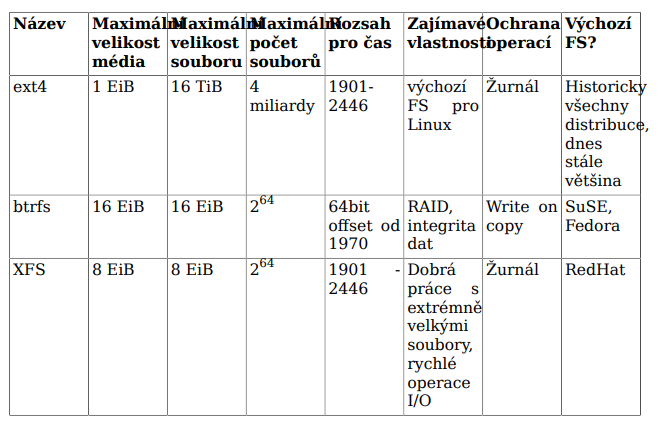 Název Maximální velikost média Maximální velikost souboru Maximální počet souborů Rozsah pro čas Zajímavé vlastnosti Ochrana operací Výchozí FS?
ext4 1 EiB 16 TiB 4 miliardy 1901-2446 výchozí FS pro Linux Žurnál Historicky všechny distribuce, dnes stále většina
btrfs 16 EiB 16 EiB 2^64 64bit offset od 1970 RAID, integrita dat Write on copy SuSE, Fedora
XFS 8 EiB 8 EiB 2^64 1901 - 2446 Dobrá práce s extrémně velkými soubory, rychlé operace I/O Žurnál RedHat